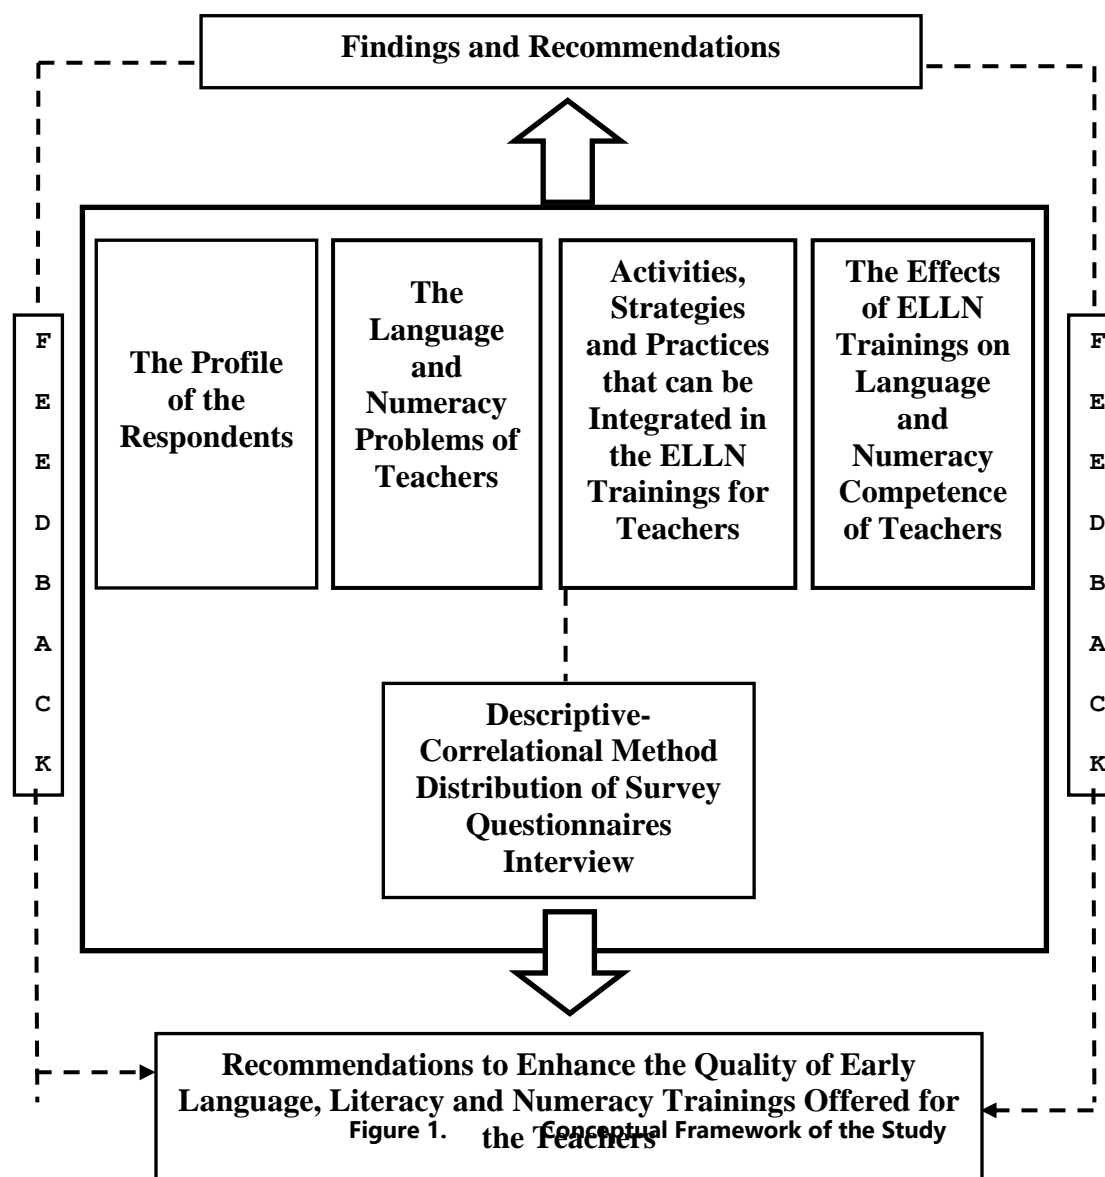 Findings and Recommendations
F
E
E
D
B
A
C
K
The Profile
of the
Respondents
The
Language
and
Numeracy
Problems of
Teachers
Activities,
Strategies
and Practices
that can be
Integrated in
the ELLN
Trainings for
Teachers
The Effects
of ELLN
Trainings on
Language
and
Numeracy
Competence
of Teachers
F
E
E
D
B
A
C
K
Descriptive-
Correlational Method
Distribution of Survey
Questionnaires
Interview
Recommendations to Enhance the Quality of Early
Language, Literacy and Numeracy Trainings Offered for
the Teachers
Figure 1. Conceptual Framework of the Study